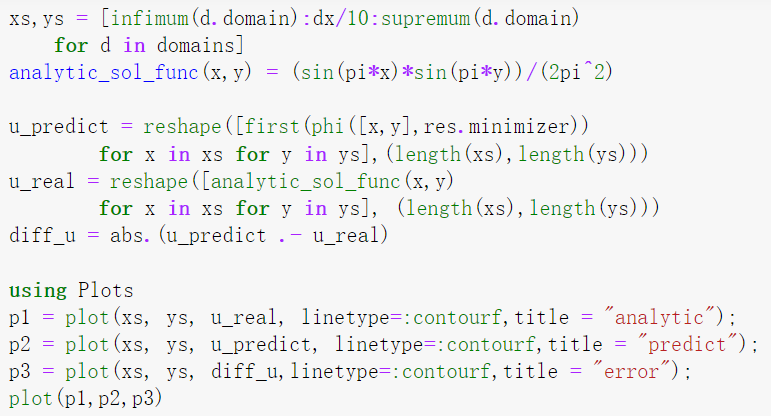 xs,ys = [infimum(d.domain):dx/10:supremum(d.domain)
    for d in domains]
analytic_sol_func(x,y) = (sin(pi*x)*sin(pi*y))/(2pi^2)

u_predict = reshape([first(phi([x,y],res.minimizer))
        for x in xs for y in ys],(length(xs),length(ys)))
u_real = reshape([analytic_sol_func(x,y)
        for x in xs for y in ys], (length(xs),length(ys)))
diff_u = abs.(u_predict .- u_real)

using Plots
p1 = plot(xs, ys, u_real, linetype=:contourf,title = "analytic");
p2 = plot(xs, ys, u_predict, linetype=:contourf,title = "predict");
p3 = plot(xs, ys, diff_u,linetype=:contourf,title = "error");
plot(p1,p2,p3)